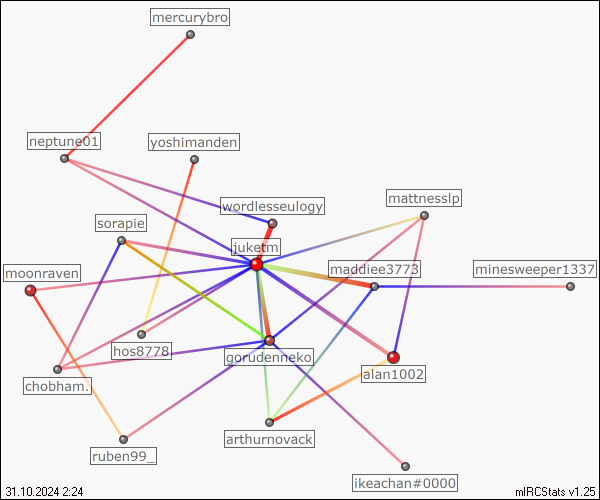 mercurybro
neptune01
yoshimanden
mattnesslp
wordlesseulogy
sorapie
juketm
moonraven
maddiee3773
minesweeper1337
hos8778
gorudenneko
alan1002
chobham.
arthurnovack
ruben99_
ikeachan#0000
31.10.2024 2:24
mIRCStats v1.25